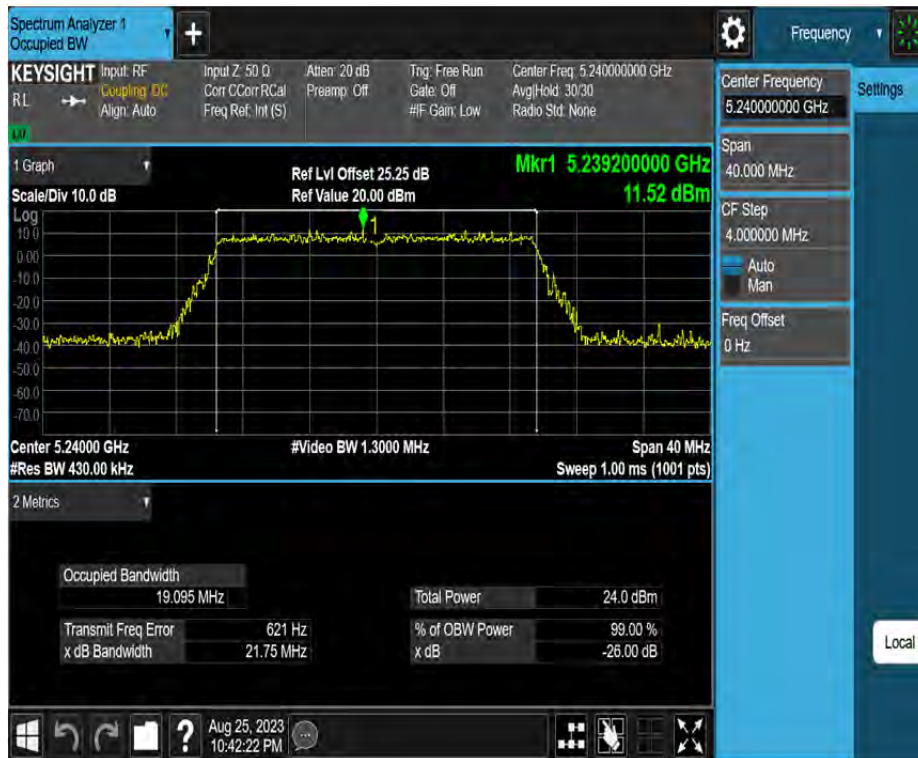 Spectrum Analyzer 1
Occupied BW
Frequency
KEYSIGHT
RL
Input: RF
Coupling: DC
Align: Auto
Input Z: 50 Ω
Corr CCorr RCal
Freq Ref: Int (S)
Atten: 20 dB
Preamp: Off
Trig: Free Run
Gate: Off
#IF Gain: Low
Center Freq: 5.240000000 GHz
Avg|Hold: 30/30
Radio Std: None
Center Frequency
5.240000000 GHz
Settings
Span
40.000 MHz
CF Step
4.000000 MHz
Auto
Man
Freq Offset
0 Hz
1 Graph
Scale/Div 10.0 dB
Ref Lvl Offset 25.25 dB
Ref Value 20.00 dBm
Mkr1 5.239200000 GHz
11.52 dBm
Log
10.0
0.00
-10.0
-20.0
-30.0
-40.0
-50.0
-60.0
-70.0
1
Center 5.24000 GHz
#Video BW 1.3000 MHz
Span 40 MHz
#Res BW 430.00 kHz
Sweep 1.00 ms (1001 pts)
2 Metrics
Occupied Bandwidth
19.095 MHz
Total Power 24.0 dBm
Transmit Freq Error 621 Hz
% of OBW Power 99.00 %
x dB Bandwidth 21.75 MHz
x dB -26.00 dB
Local
Aug 25, 2023
10:42:22 PM